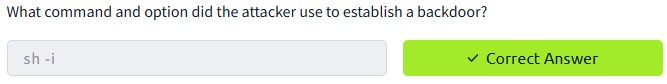 What command and option did the attacker use to establish a backdoor?
sh -i
✓ Correct Answer